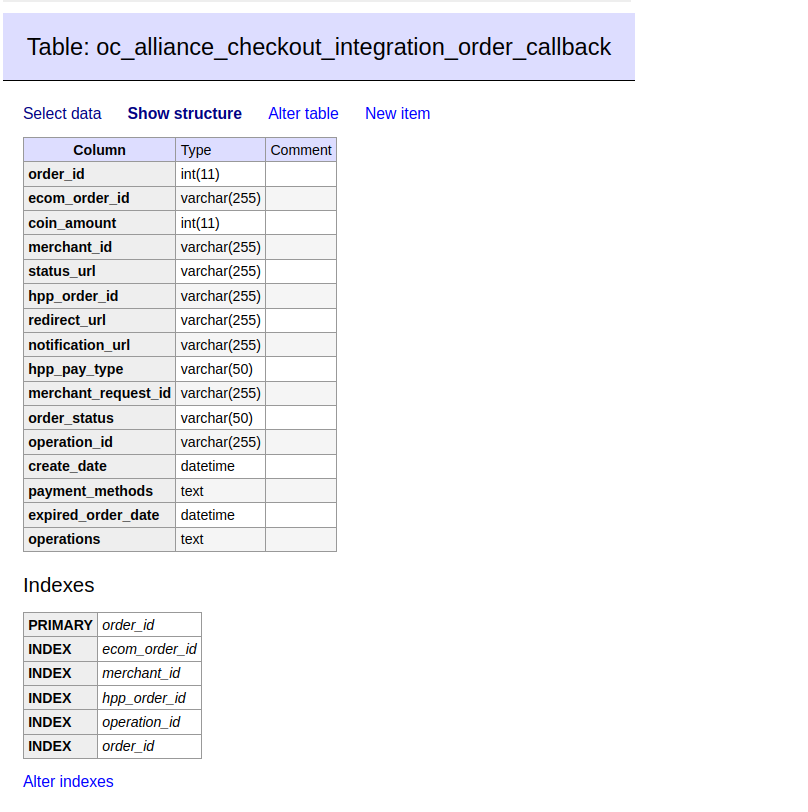 Table: oc_alliance_checkout_integration_order_callback
Select data Show structure Alter table New item
Column Type Comment
order_id int(11)
ecom_order_id varchar(255)
coin_amount int(11)
merchant_id varchar(255)
status_url varchar(255)
hpp_order_id varchar(255)
redirect_url varchar(255)
notification_url varchar(255)
hpp_pay_type varchar(50)
merchant_request_id varchar(255)
order_status varchar(50)
operation_id varchar(255)
create_date datetime
payment_methods text
expired_order_date datetime
operations text
Indexes
PRIMARY order_id
INDEX ecom_order_id
INDEX merchant_id
INDEX hpp_order_id
INDEX operation_id
INDEX order_id
Alter indexes